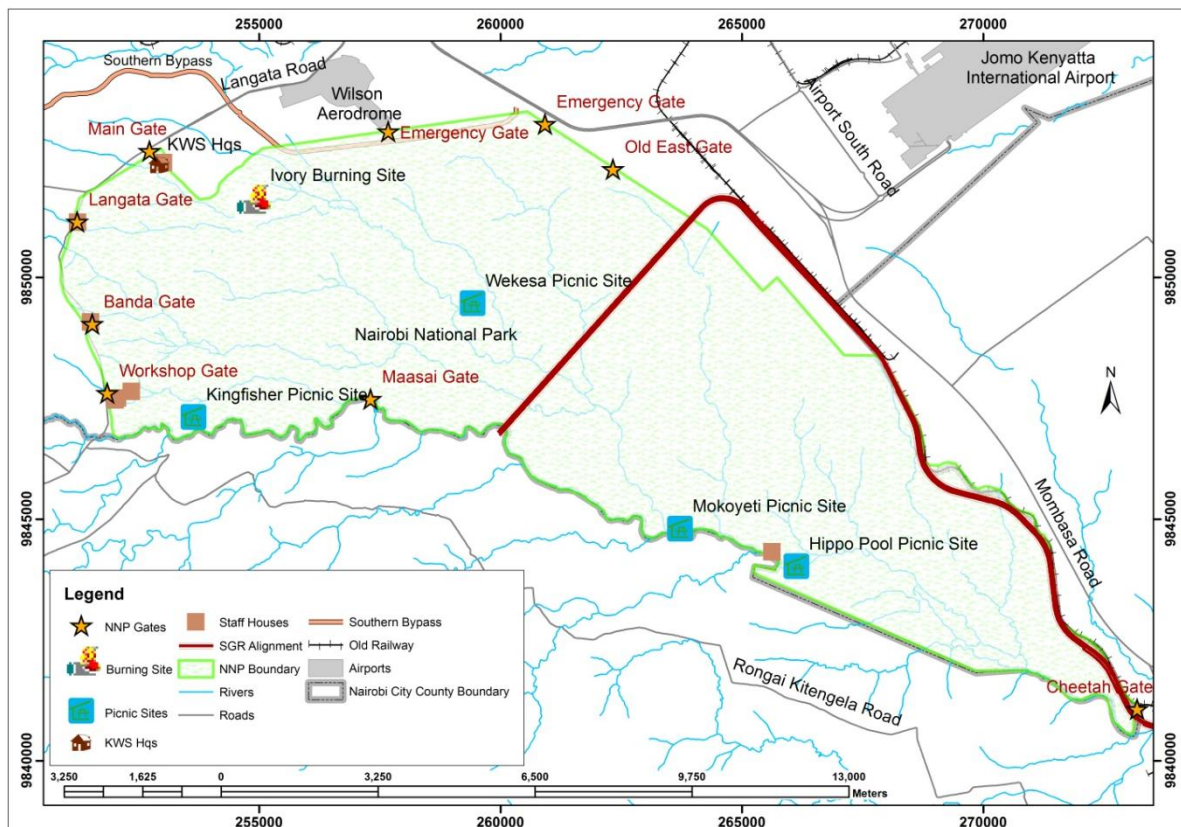 255000 260000 265000 270000
Southern Bypass
Langata Road
Jomo Kenyatta
International Airport
Wilson
Aerodrome
Airport South Road
Emergency Gate
Main Gate
KWS Hqs
Emergency Gate
Old East Gate
Ivory Burning Site
Langata Gate
9850000
9850000
Wekesa Picnic Site
Banda Gate
Nairobi National Park
Workshop Gate
Kingfisher Picnic Site
Maasai Gate
N
Mombasa Road
9845000
9845000
Mokoyeti Picnic Site
Hippo Pool Picnic Site
Rongai Kitengela Road
Cheetah Gate
9840000
9840000
Legend
NNP Gates
Burning Site
Picnic Sites
KWS Hqs
Staff Houses
SGR Alignment
NNP Boundary
Rivers
Roads
Southern Bypass
Old Railway
Airports
Nairobi City County Boundary
3,250 1,625 0 3,250 6,500 9,750 13,000
Meters
255000 260000 265000 270000